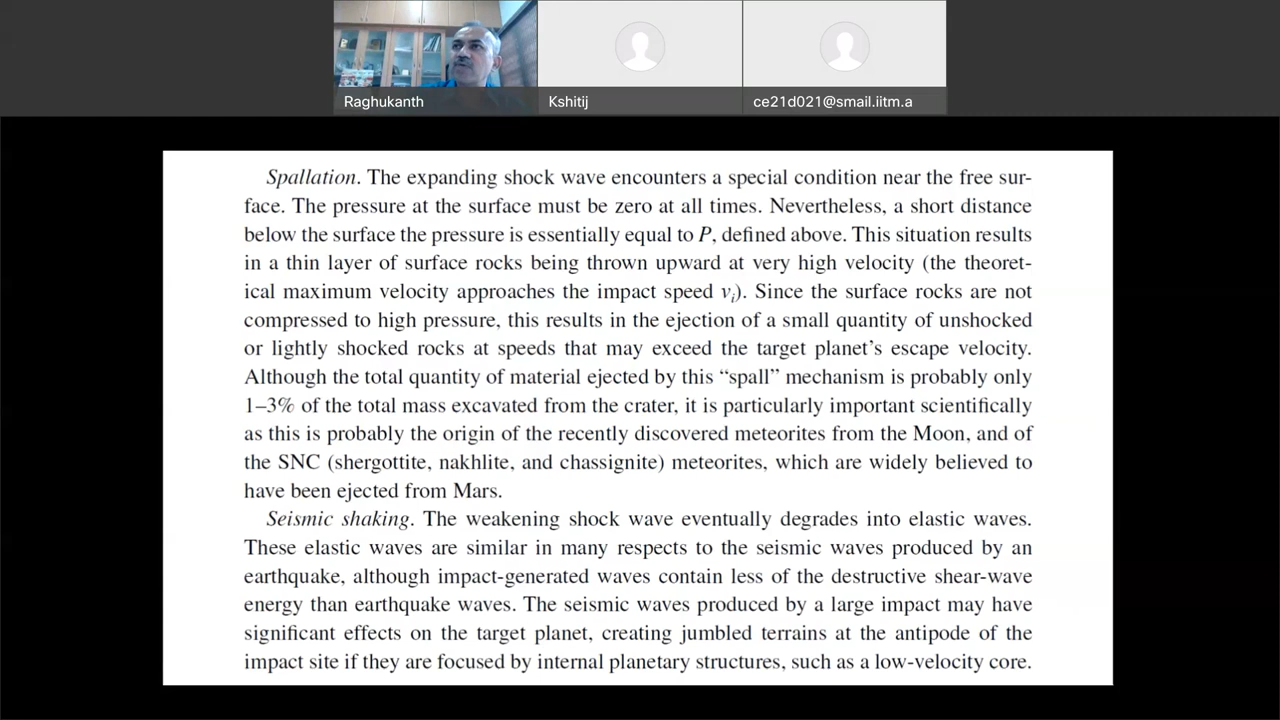 Raghukanth
Kshitij
ce21d021@smail.iitm.a
Spallation. The expanding shock wave encounters a special condition near the free sur-
face. The pressure at the surface must be zero at all times. Nevertheless, a short distance
below the surface the pressure is essentially equal to P, defined above. This situation results
in a thin layer of surface rocks being thrown upward at very high velocity (the theoret-
ical maximum velocity approaches the impact speed vi). Since the surface rocks are not
compressed to high pressure, this results in the ejection of a small quantity of unshocked
or lightly shocked rocks at speeds that may exceed the target planet’s escape velocity.
Although the total quantity of material ejected by this “spall” mechanism is probably only
1–3% of the total mass excavated from the crater, it is particularly important scientifically
as this is probably the origin of the recently discovered meteorites from the Moon, and of
the SNC (shergottite, nakhlite, and chassignite) meteorites, which are widely believed to
have been ejected from Mars.
Seismic shaking. The weakening shock wave eventually degrades into elastic waves.
These elastic waves are similar in many respects to the seismic waves produced by an
earthquake, although impact-generated waves contain less of the destructive shear-wave
energy than earthquake waves. The seismic waves produced by a large impact may have
significant effects on the target planet, creating jumbled terrains at the antipode of the
impact site if they are focused by internal planetary structures, such as a low-velocity core.